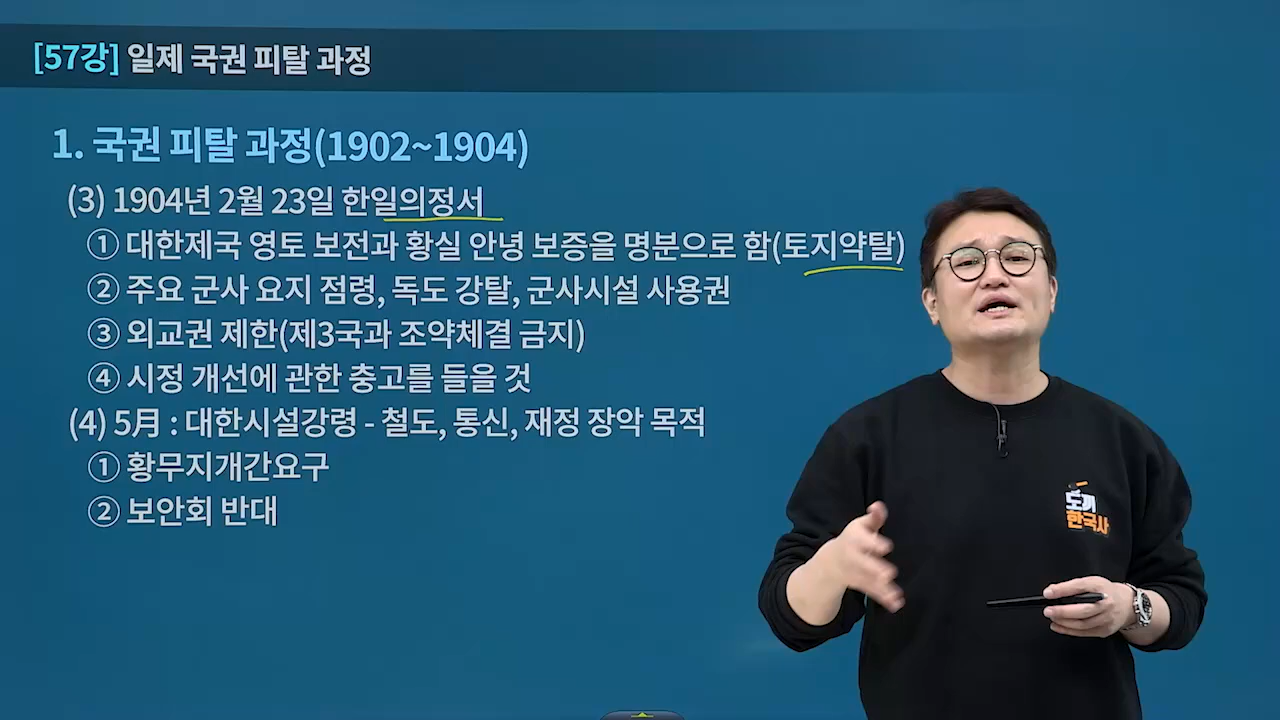 [57강] 일제 국권 피탈 과정
1. 국권 피탈 과정(1902~1904)
(3) 1904년 2월 23일 한일의정서
① 대한제국 영토 보전과 황실 안녕 보증을 명분으로 함(토지약탈)
② 주요 군사 요지 점령, 독도 강탈, 군사시설 사용권
③ 외교권 제한(제3국과 조약체결 금지)
④ 시정 개선에 관한 충고를 들을 것
(4) 5月 : 대한시설강령 - 철도, 통신, 재정 장악 목적
① 황무지개간요구
② 보안회 반대
도끼
한국사